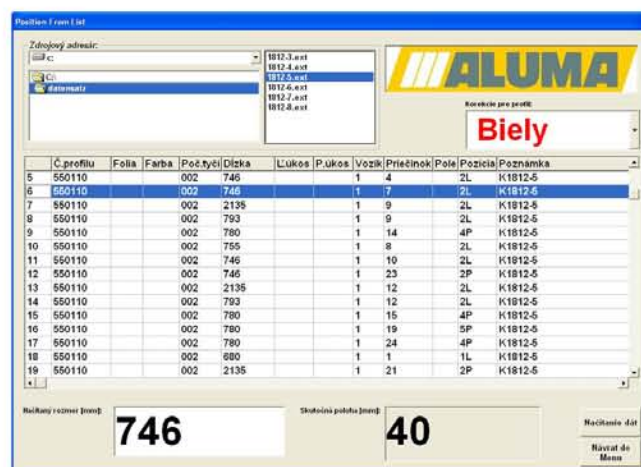 Position From List
Zdrojový adresár:
c:
C:\
datensatz
1812-3.ext
1812-4.ext
1812-5.ext
1812-6.ext
1812-7.ext
1812-8.ext
ALUMA
Korekcie pre profil:
Biely
Č.profilu Folia Farba Poč.tyčí Dĺzka Ľ.úkos P.úkos Vozík Priečinok Pole Pozícia Poznámka
5 550110 002 746 1 4 2L K1812-5
6 550110 002 746 1 7 2L K1812-5
7 550110 002 2135 1 9 2L K1812-5
8 550110 002 793 1 9 2L K1812-5
9 550110 002 780 1 14 4P K1812-5
10 550110 002 755 1 8 2L K1812-5
11 550110 002 746 1 10 2L K1812-5
12 550110 002 746 1 23 2P K1812-5
13 550110 002 2135 1 12 2L K1812-5
14 550110 002 793 1 12 2L K1812-5
15 550110 002 780 1 15 4P K1812-5
16 550110 002 780 1 19 5P K1812-5
17 550110 002 780 1 24 4P K1812-5
18 550110 002 680 1 1 1L K1812-5
19 550110 002 2135 1 21 2P K1812-5
Načítaný rozmer [mm]:
746
Skutočná poloha [mm]:
40
Načítanie dát
Návrat do
Menu